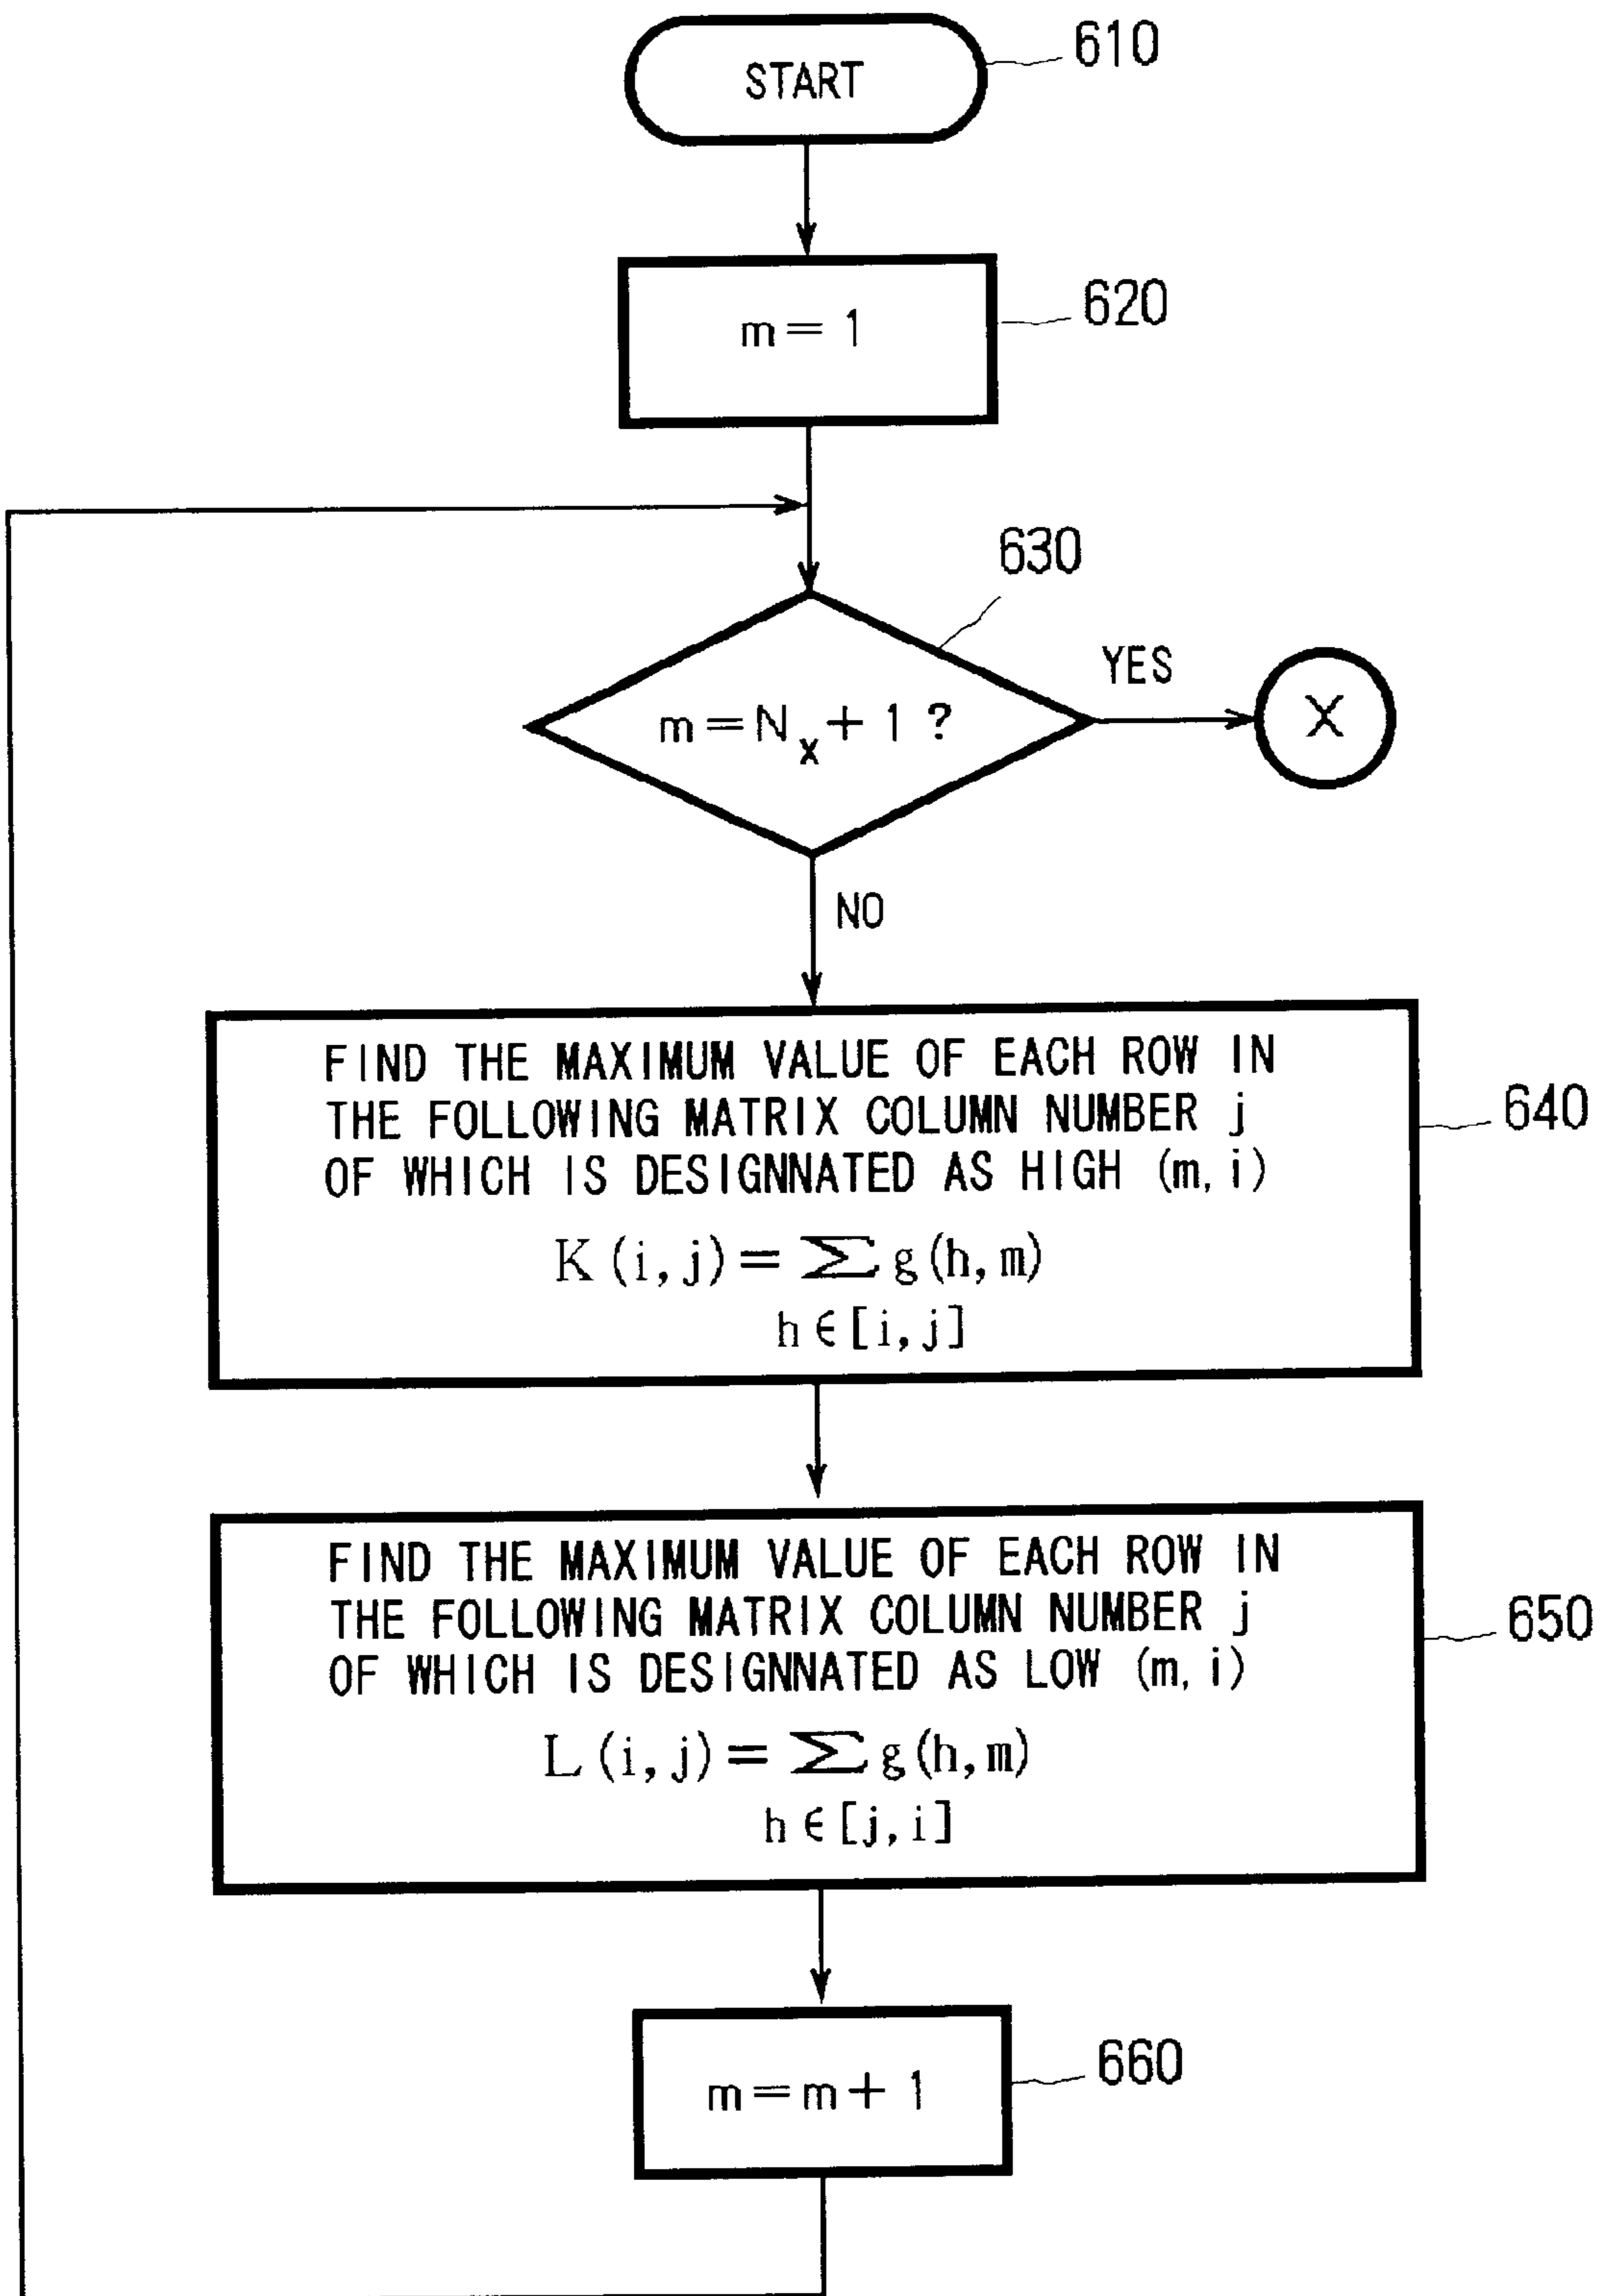 START
610
m=1
620
630
m=Nx+1?
YES
X
NO
FIND THE MAXIMUM VALUE OF EACH ROW IN
THE FOLLOWING MATRIX COLUMN NUMBER j
OF WHICH IS DESIGNNATED AS HIGH (m, i)
K(i, j)=∑g(h, m)
h∈[i, j]
640
FIND THE MAXIMUM VALUE OF EACH ROW IN
THE FOLLOWING MATRIX COLUMN NUMBER j
OF WHICH IS DESIGNNATED AS LOW (m, i)
L(i, j)=∑g(h, m)
h∈[j, i]
650
m=m+1
660